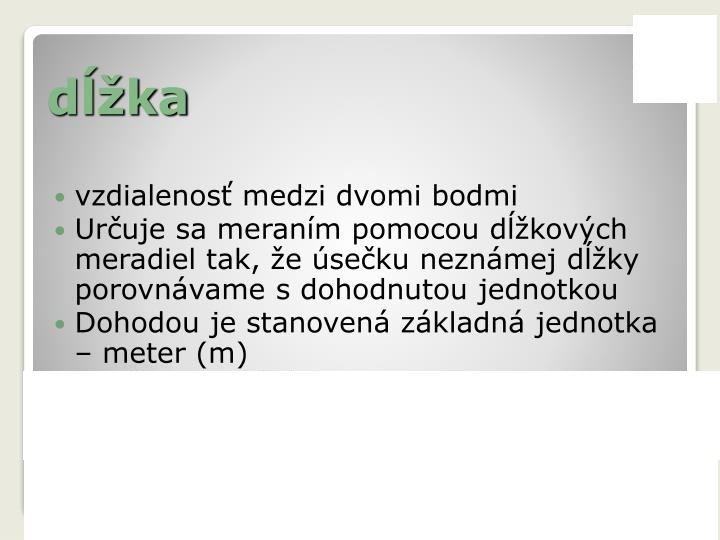 dĺžka
• vzdialenosť medzi dvomi bodmi
• Určuje sa meraním pomocou dĺžkových
meradiel tak, že úsečku neznámej dĺžky
porovnávame s dohodnutou jednotkou
• Dohodou je stanovená základná jednotka
– meter (m)